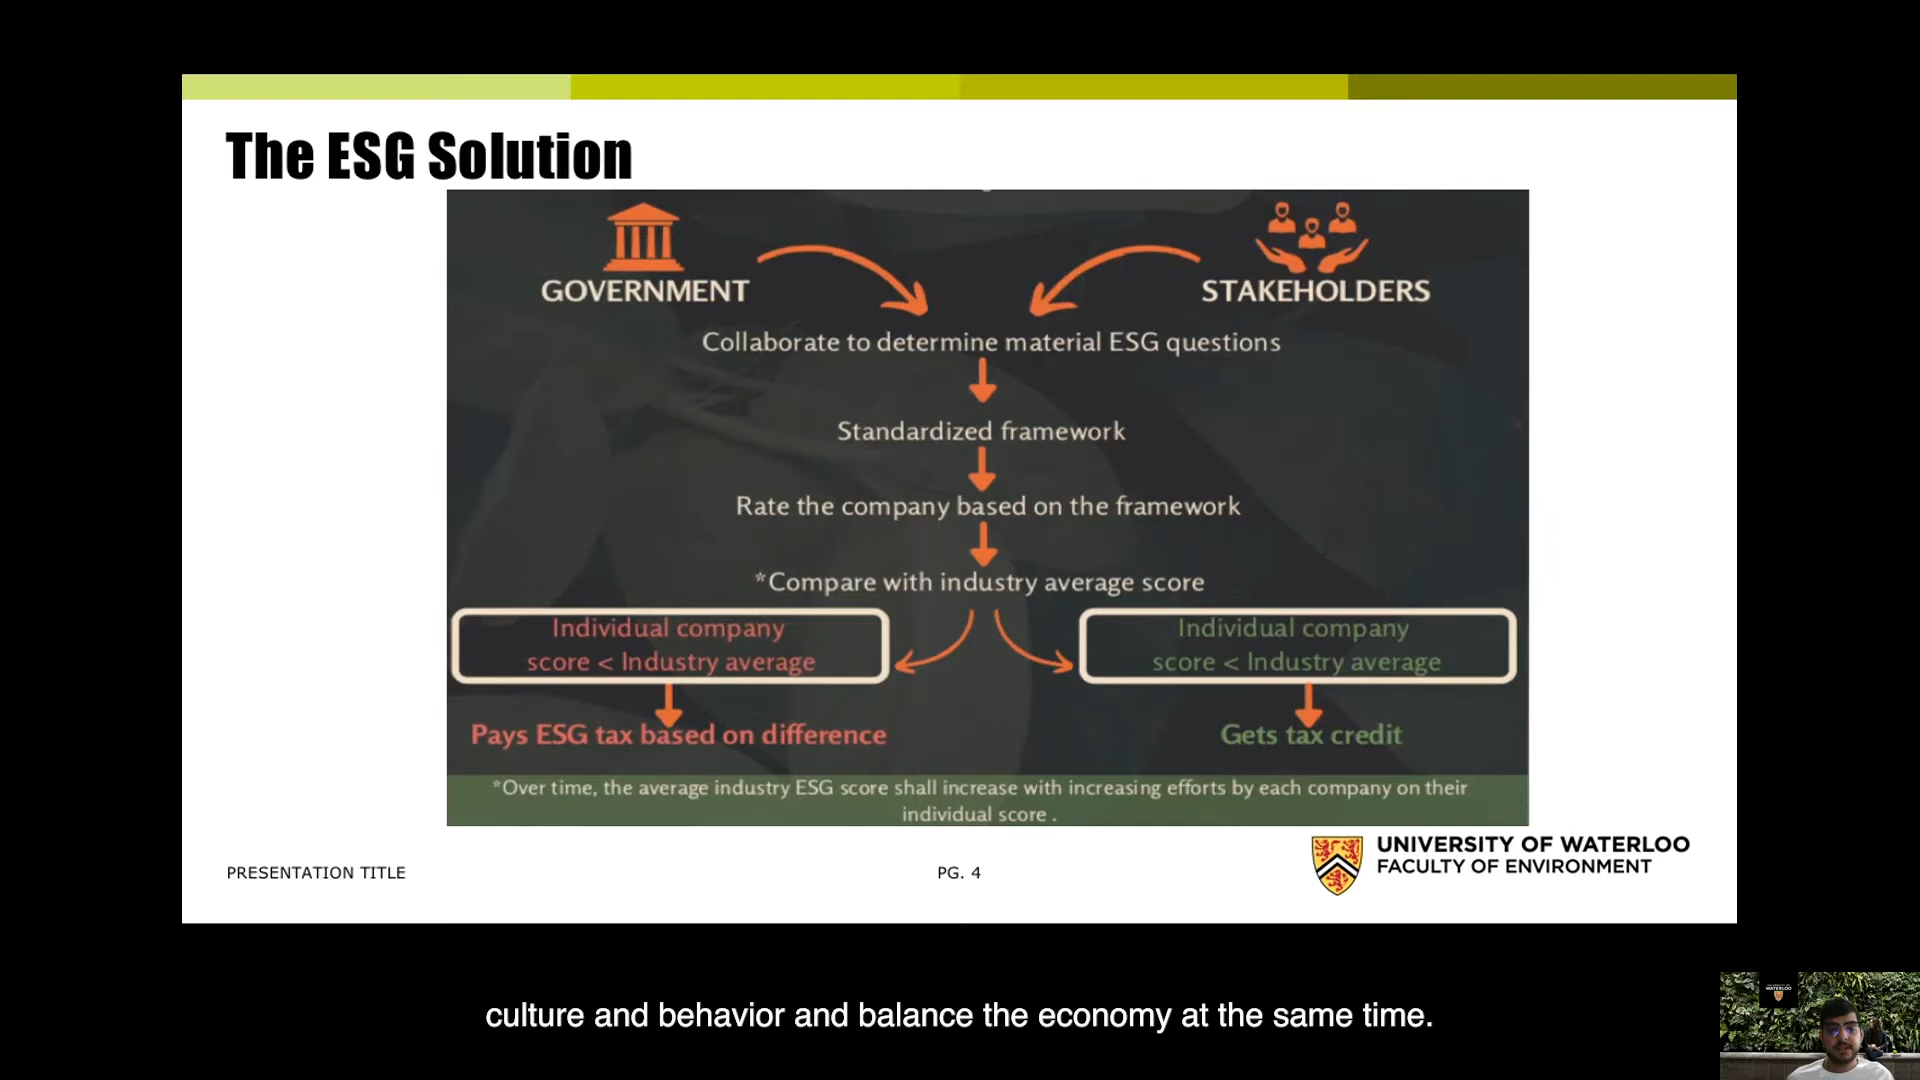 The ESG Solution
GOVERNMENT
STAKEHOLDERS
Collaborate to determine material ESG questions
Standardized framework
Rate the company based on the framework
*Compare with industry average score
Individual company
score < Industry average
Individual company
score < Industry average
Pays ESG tax based on difference
Gets tax credit
*Over time, the average industry ESG score shall increase with increasing efforts by each company on their
individual score .
PRESENTATION TITLE
PG. 4
UNIVERSITY OF WATERLOO
FACULTY OF ENVIRONMENT
culture and behavior and balance the economy at the same time.